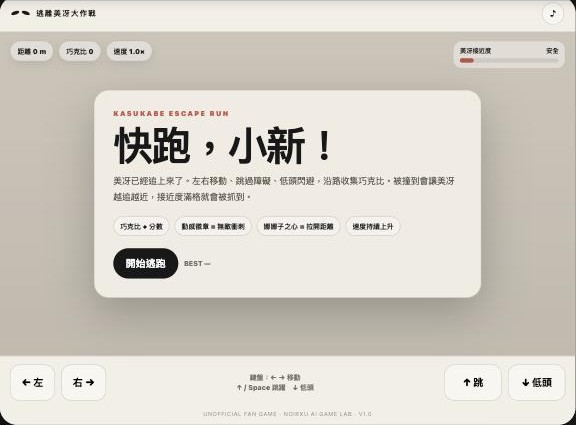 逃離美冴大作戰
♪
距離 0 m
巧克比 0
速度 1.0×
美冴接近度 安全
KASUKABE ESCAPE RUN
快跑，小新！
美冴已經追上來了。左右移動、跳過障礙、低頭閃避，沿路收集巧克比。被撞到會讓美冴
越追越近，接近度滿格就會被抓到。
巧克比 ◆ 分數
動感徽章 = 無敵衝刺
娜娜子之心 = 拉開距離
速度持續上升
開始逃跑
BEST —
← 左
右 →
鍵盤：← → 移動
↑ / Space 跳躍 ↓ 低頭
↑ 跳
↓ 低頭
UNOFFICIAL FAN GAME · NOIRXU AI GAME LAB · V1.0